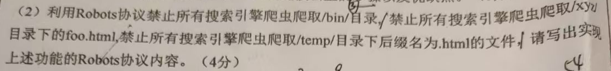 （2）利用Robots协议禁止所有搜索引擎爬虫爬取/bin/目录,禁止所有搜索引擎爬虫爬取/xyy/
目录下的foo.html,禁止所有搜索引擎爬虫爬取/temp/目录下后缀名为.html的文件，请写出实现
上述功能的Robots协议内容。（4分）